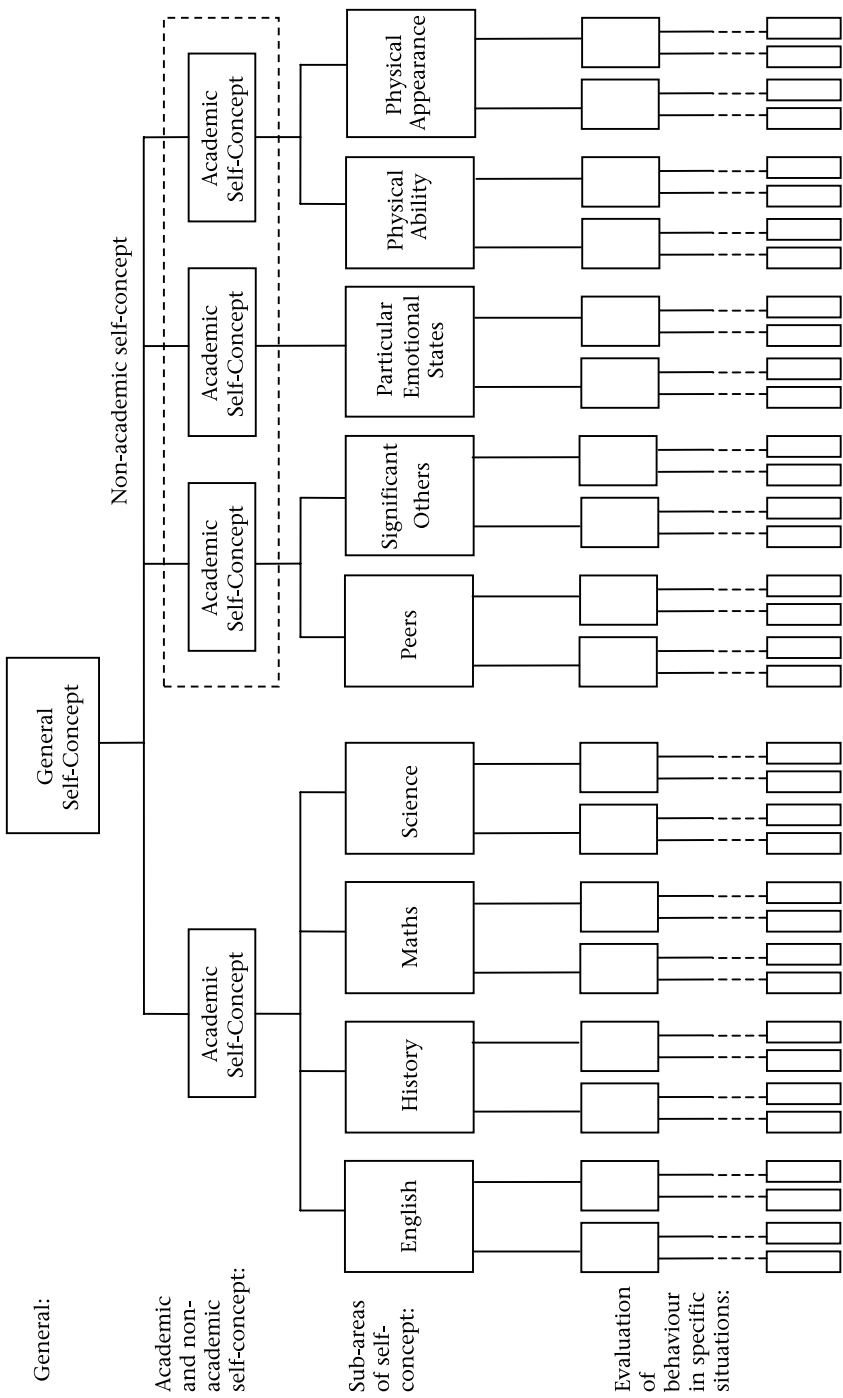 General:
General
Self-Concept
Non-academic self-concept
Academic
and non-
academic
self-concept:
Academic
Self-Concept
Academic
Self-Concept
Academic
Self-Concept
Academic
Self-Concept
Sub-areas
of self-
concept:
English
History
Maths
Science
Peers
Significant
Others
Particular
Emotional
States
Physical
Ability
Physical
Appearance
Evaluation
of
behaviour
in specific
situations: